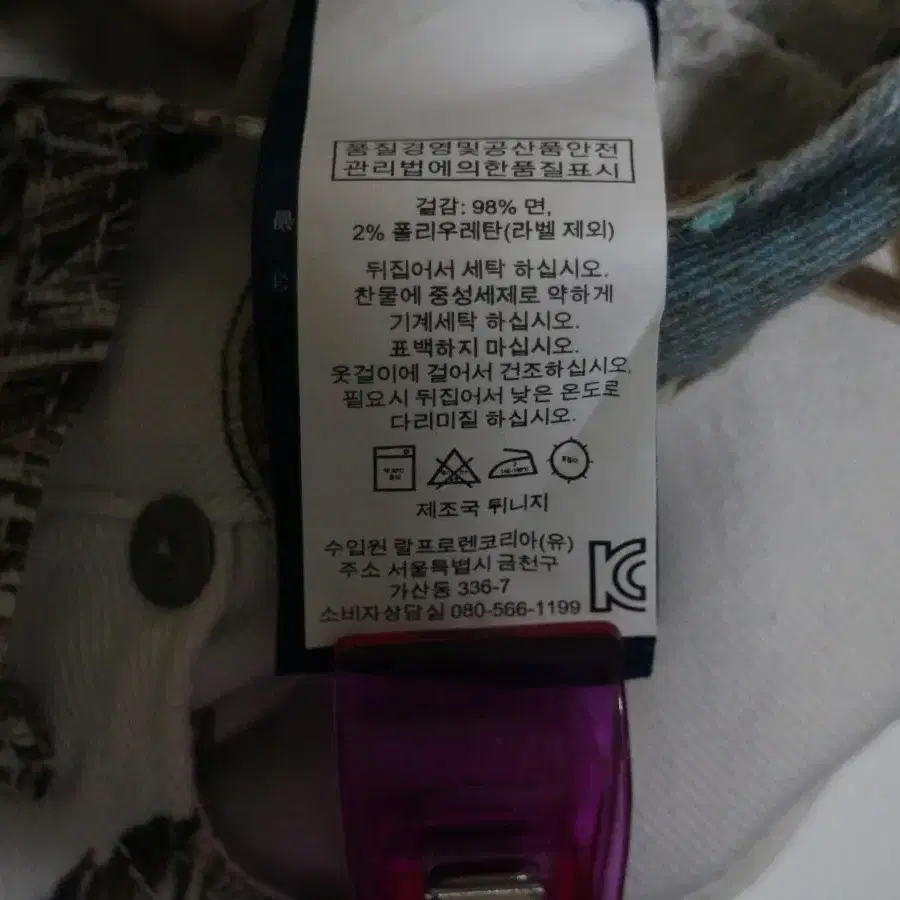 품질경영및공산품안전
관리법에의한품질표시
겉감: 98% 면,
2% 폴리우레탄(라벨 제외)
뒤집어서 세탁 하십시오.
찬물에 중성세제로 약하게
기계세탁 하십시오.
표백하지 마십시오.
옷걸이에 걸어서 건조하십시오.
필요시 뒤집어서 낮은 온도로
다리미질 하십시오.
제조국 튀니지
수입원 랄프로렌코리아(유)
주소 서울특별시 금천구
가산동 336-7
소비자상담실 080-566-1199